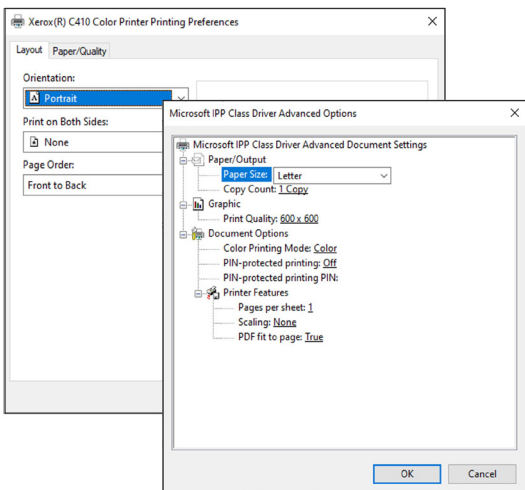 Xerox(R) C410 Color Printer Printing Preferences
Layout
Paper/Quality
Orientation:
Portrait
Print on Both Sides:
None
Page Order:
Front to Back
Microsoft IPP Class Driver Advanced Options
Microsoft IPP Class Driver Advanced Document Settings
Paper/Output
Paper Size: Letter
Copy Count: 1 Copy
Graphic
Print Quality: 600 x 600
Document Options
Color Printing Mode: Color
PIN-protected printing: Off
PIN-protected printing PIN:
Printer Features
Pages per sheet: 1
Scaling: None
PDF fit to page: True
OK
Cancel